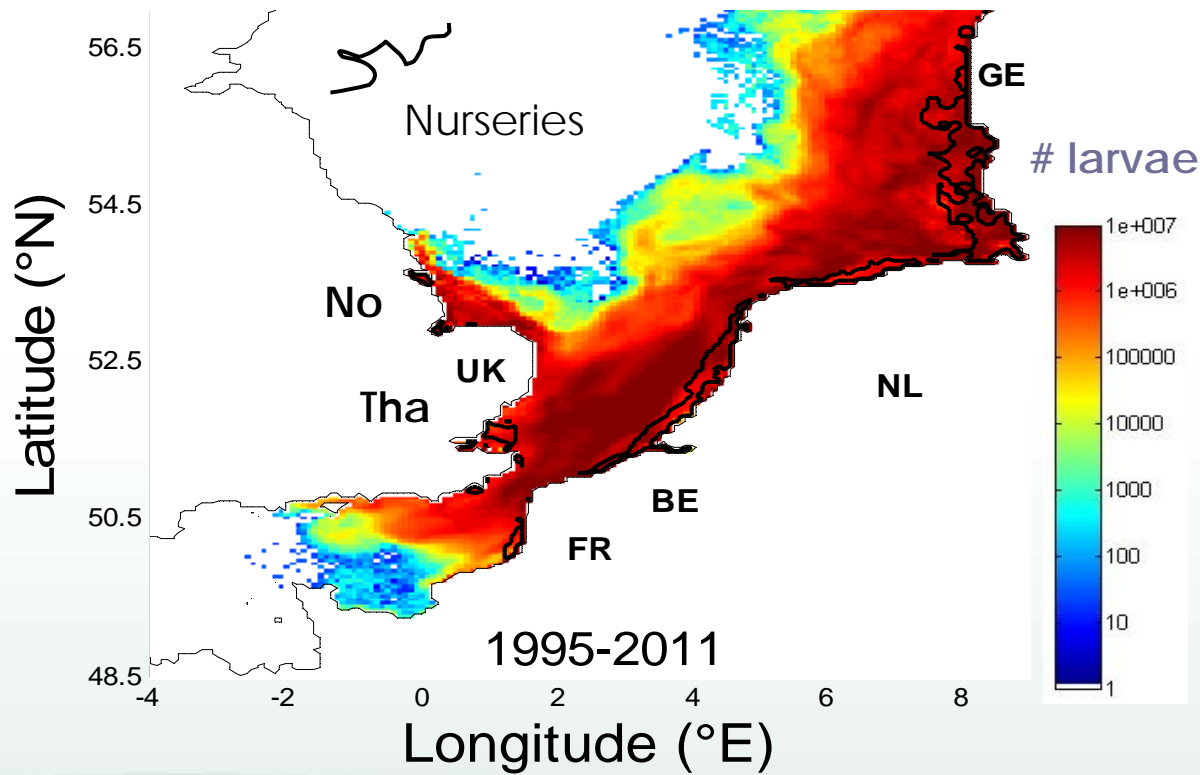 56.5
54.5
52.5
50.5
48.5
Latitude (°N)
-4
-2
0
2
4
6
8
Longitude (°E)
Nurseries
GE
No
UK
Tha
NL
BE
FR
1995-2011
# larvae
1e+007
1e+006
100000
10000
1000
100
10
1